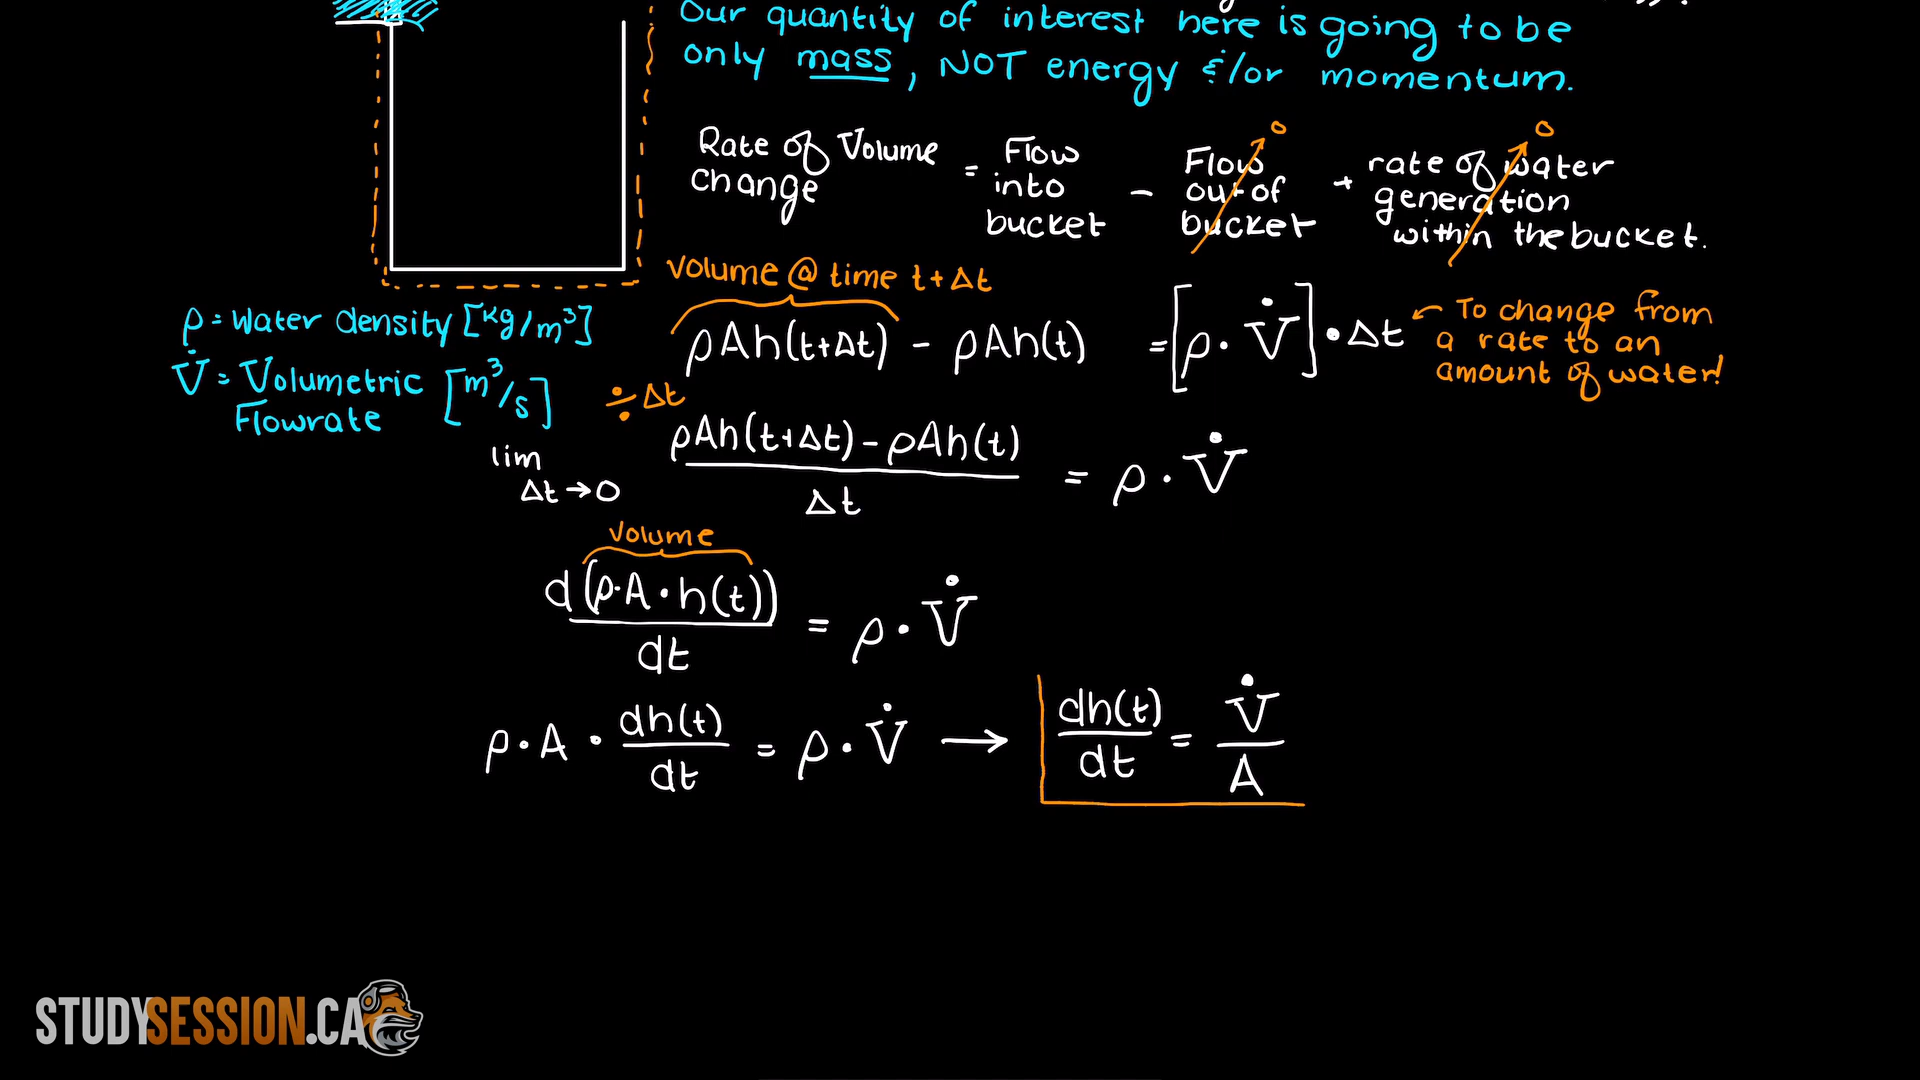 Our quantity of interest here is going to be
only mass, NOT energy &/or momentum.
Rate of Volume change = Flow into bucket - Flow out of bucket + rate of water generation within the bucket.
0
0
volume @ time t+Δt
ρAh(t+Δt) - ρAh(t) = [ρ·V̇]·Δt
← To change from
a rate to an
amount of water!
ρ = Water density [kg/m³]
V̇ = Volumetric Flowrate [m³/s]
÷Δt
lim Δt→0 (ρAh(t+Δt) - ρAh(t))/Δt = ρ·V̇
volume
d(ρ·A·h(t))/dt = ρ·V̇
ρ·A·dh(t)/dt = ρ·V̇ → dh(t)/dt = V̇/A
STUDYSESSION.CA